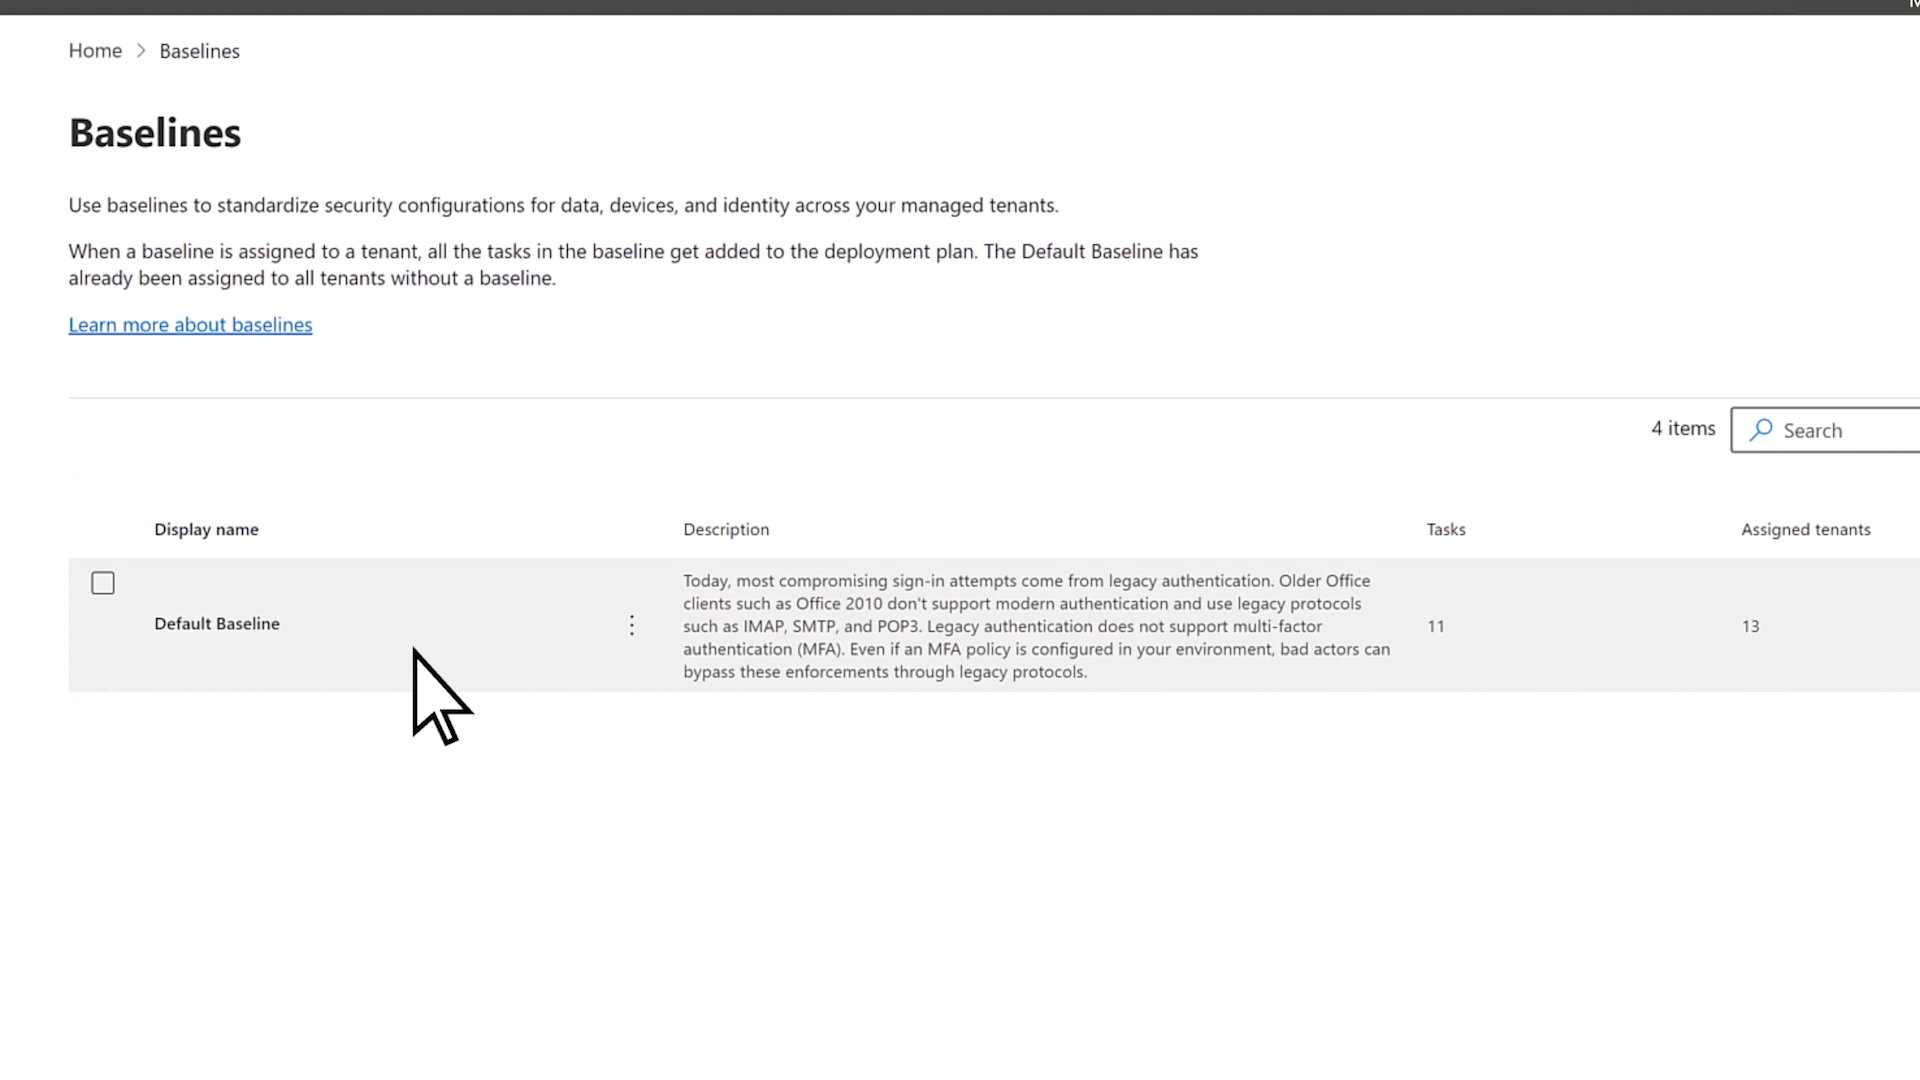 Home > Baselines
Baselines
Use baselines to standardize security configurations for data, devices, and identity across your managed tenants.
When a baseline is assigned to a tenant, all the tasks in the baseline get added to the deployment plan. The Default Baseline has
already been assigned to all tenants without a baseline.
Learn more about baselines
4 items Search
Display name Description Tasks Assigned tenants
Default Baseline
Today, most compromising sign-in attempts come from legacy authentication. Older Office
clients such as Office 2010 don't support modern authentication and use legacy protocols
such as IMAP, SMTP, and POP3. Legacy authentication does not support multi-factor
authentication (MFA). Even if an MFA policy is configured in your environment, bad actors can
bypass these enforcements through legacy protocols.
11
13